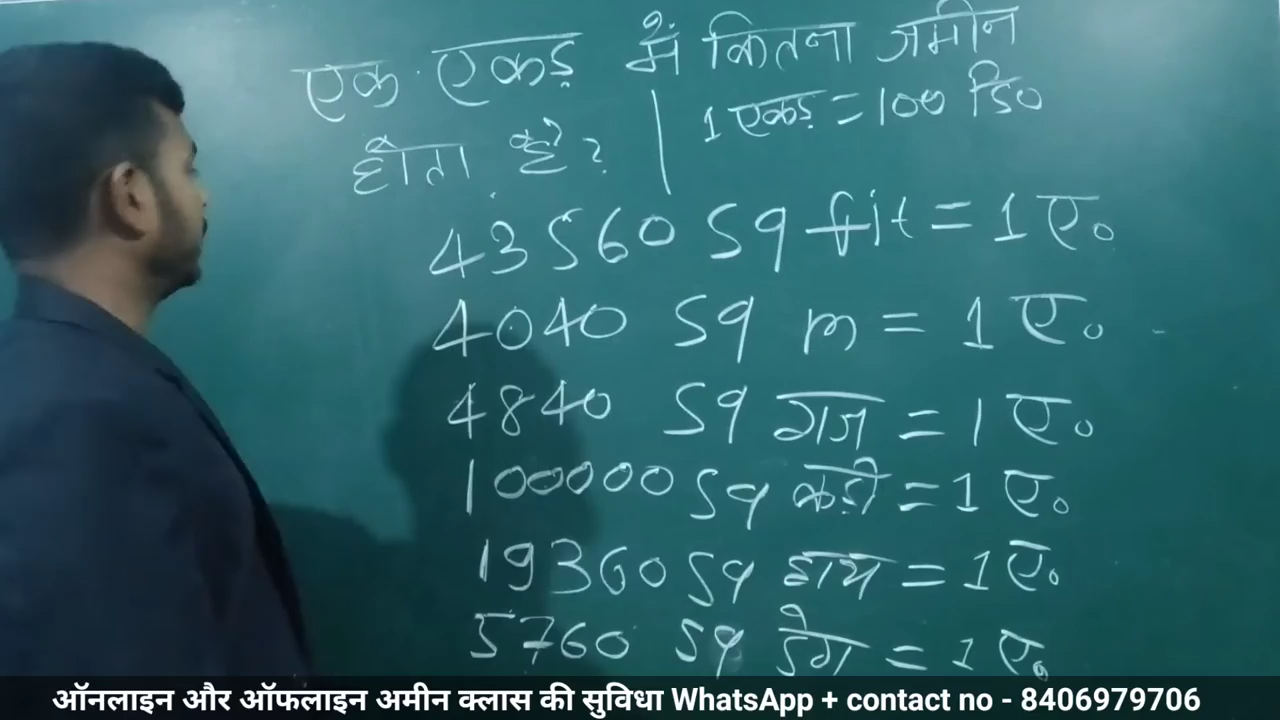 एक एकड़ में कितना जमीन
होता है? | 1 एकड़ = 100 डि०
43560 sq fit = 1 ए०
4040 sq m = 1 ए०
4840 sq गज = 1 ए०
100000 sq कड़ी = 1 ए०
19360 sq हाथ = 1 ए०
5760 sq डेग = 1 ए०
ऑनलाइन और ऑफलाइन अमीन क्लास की सुविधा WhatsApp + contact no - 8406979706